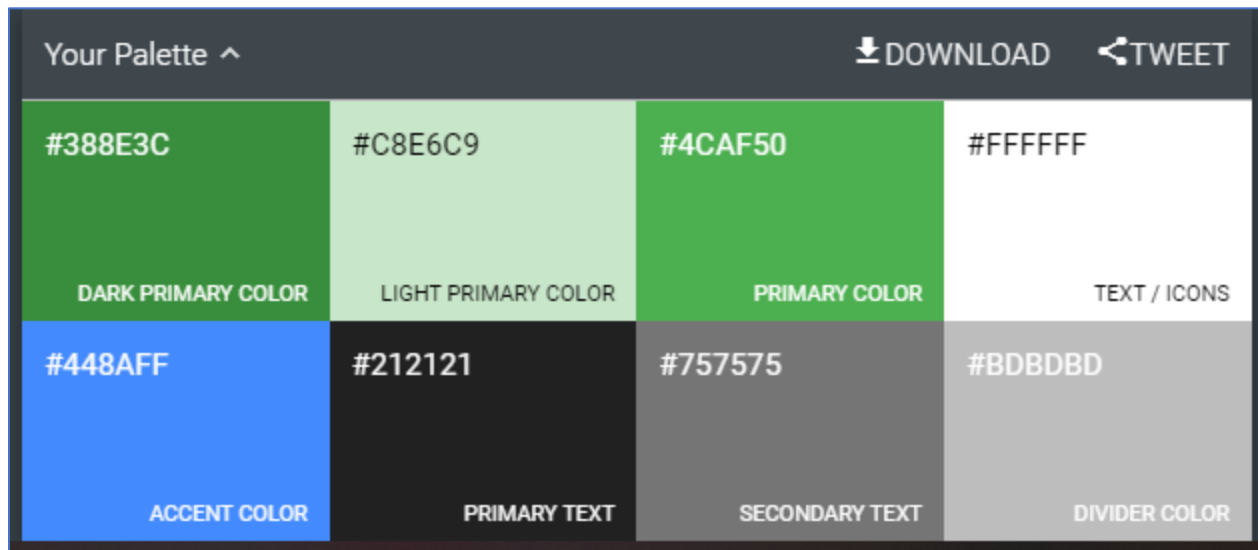 Your Palette
DOWNLOAD TWEET
#388E3C
DARK PRIMARY COLOR
#C8E6C9
LIGHT PRIMARY COLOR
#4CAF50
PRIMARY COLOR
#FFFFFF
TEXT / ICONS
#448AFF
ACCENT COLOR
#212121
PRIMARY TEXT
#757575
SECONDARY TEXT
#BDBDBD
DIVIDER COLOR